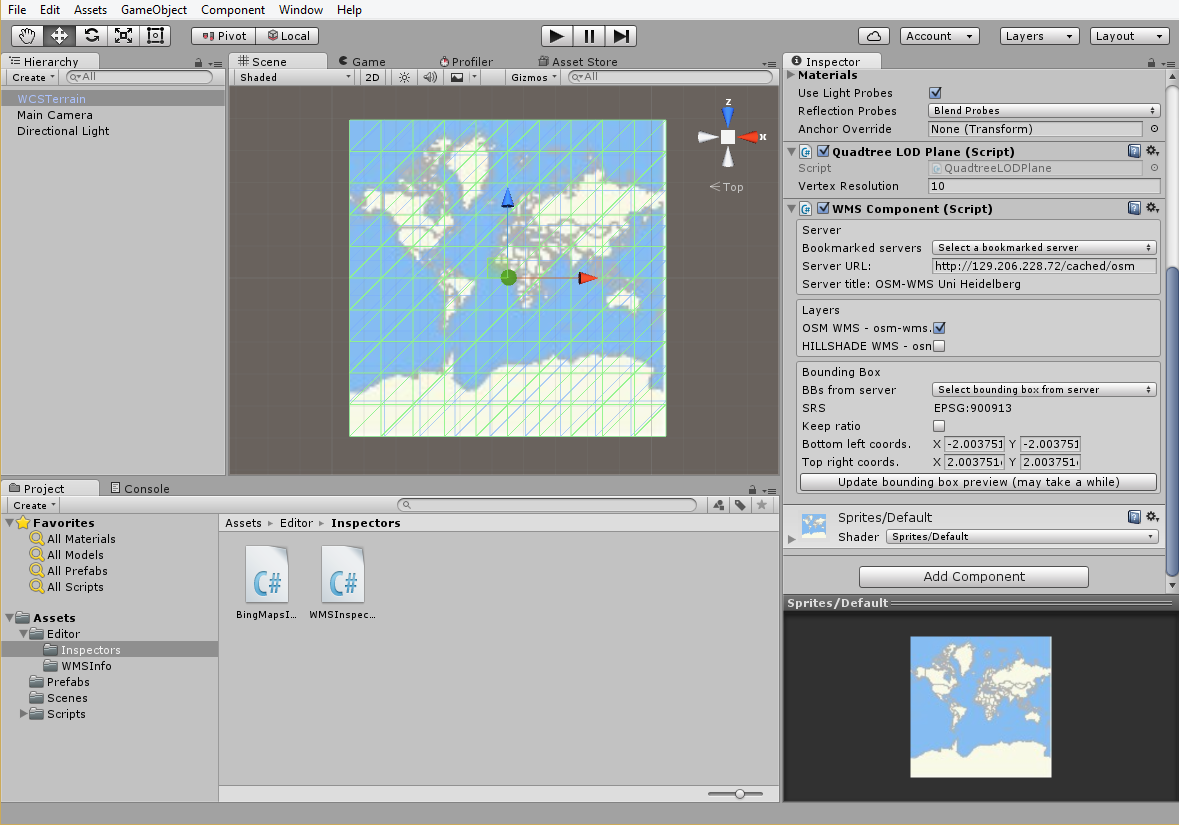 File Edit Assets GameObject Component Window Help
Pivot Local Account Layers Layout
Hierarchy
Create All
WCSTerrain
Main Camera
Directional Light
Scene Game Profiler Asset Store
Shaded 2D Gizmos All
z
x
Top
Project Console
Create
Favorites
All Materials
All Models
All Prefabs
All Scripts
Assets
Editor
Inspectors
WMSInfo
Prefabs
Scenes
Scripts
Assets Editor Inspectors
C# C#
BingMapsI... WMSInspec...
Inspector
Materials
Use Light Probes
Reflection Probes Blend Probes
Anchor Override None (Transform)
Quadtree LOD Plane (Script)
Script QuadtreeLODPlane
Vertex Resolution 10
WMS Component (Script)
Server
Bookmarked servers Select a bookmarked server
Server URL: http://129.206.228.72/cached/osm
Server title: OSM-WMS Uni Heidelberg
Layers
OSM WMS - osm-wms.
HILLSHADE WMS - osn
Bounding Box
BBs from server Select bounding box from server
SRS EPSG:900913
Keep ratio
Bottom left coords. X -2.003751 Y -2.003751
Top right coords. X 2.003751 Y 2.003751
Update bounding box preview (may take a while)
Sprites/Default
Shader Sprites/Default
Add Component
Sprites/Default